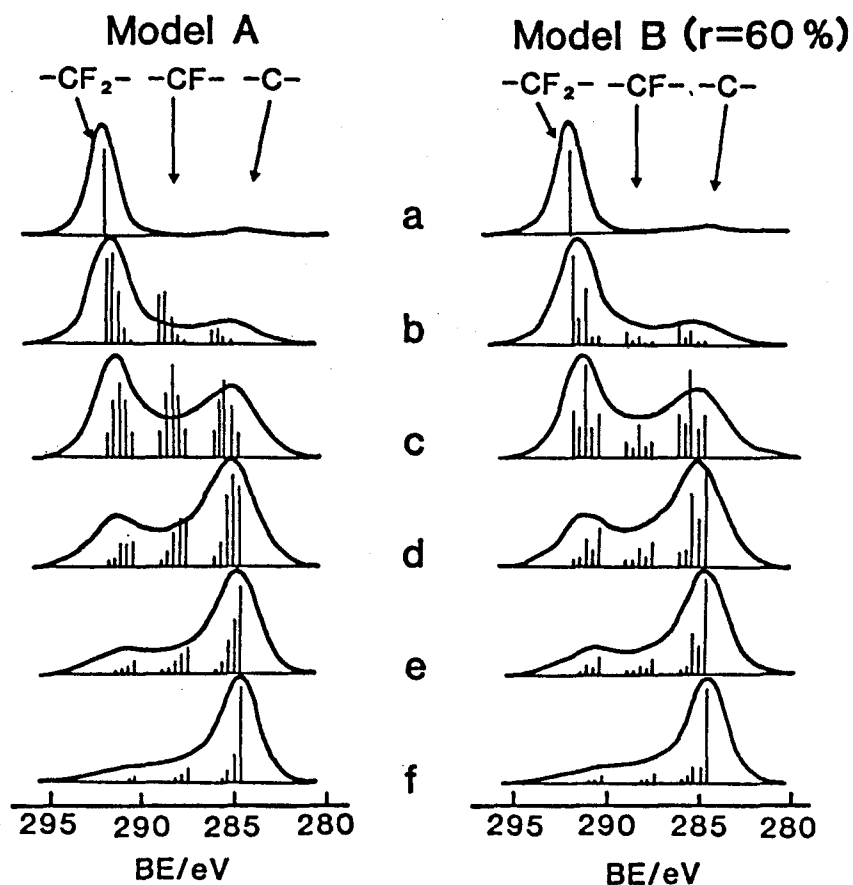 Model A
Model B (r=60 %)
-CF₂- -CF- -C-
-CF₂- -CF- -C-
a
b
c
d
e
f
295 290 285 280
295 290 285 280
BE/eV
BE/eV